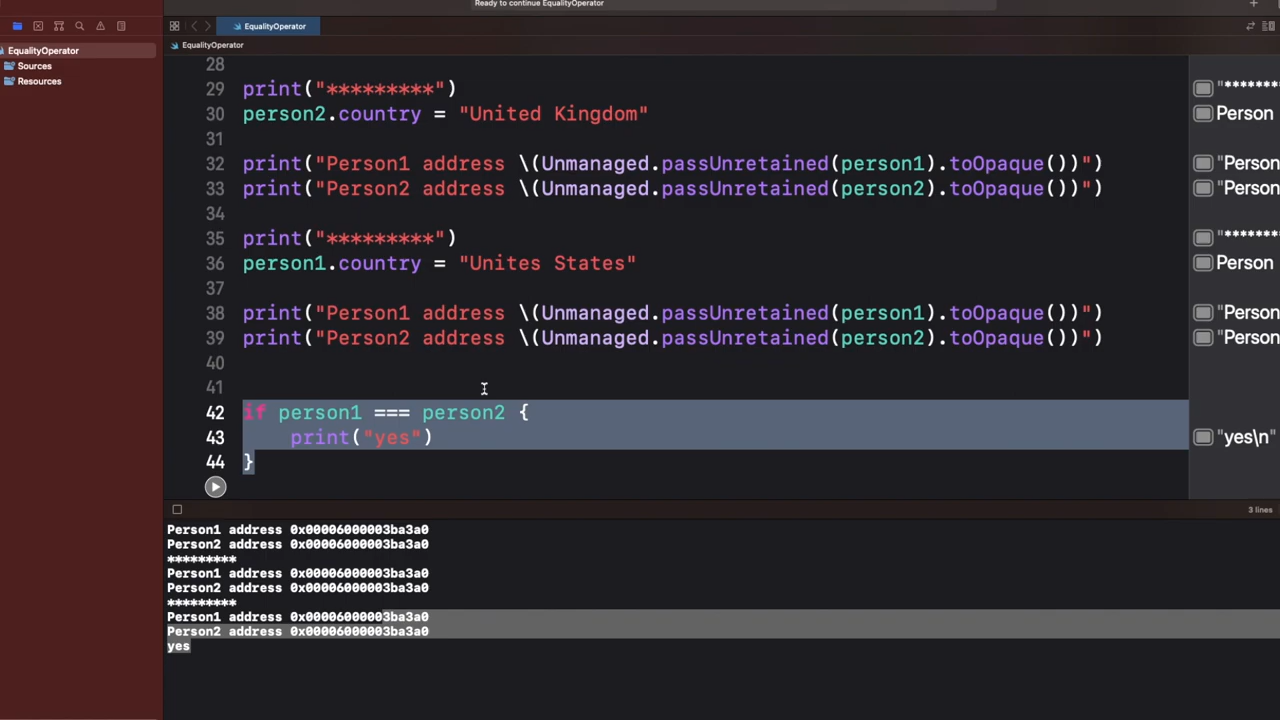 Ready to continue EqualityOperator
EqualityOperator
EqualityOperator
EqualityOperator
Sources
Resources
28
29 print("*********")
30 person2.country = "United Kingdom"
31
32 print("Person1 address \(Unmanaged.passUnretained(person1).toOpaque())")
33 print("Person2 address \(Unmanaged.passUnretained(person2).toOpaque())")
34
35 print("*********")
36 person1.country = "Unites States"
37
38 print("Person1 address \(Unmanaged.passUnretained(person1).toOpaque())")
39 print("Person2 address \(Unmanaged.passUnretained(person2).toOpaque())")
40
41
42 if person1 === person2 {
43 print("yes")
44 }
"*******
Person
"Person
"Person
"*******
Person
"Person
"Person
"yes\n"
3 lines
Person1 address 0x00006000003ba3a0
Person2 address 0x00006000003ba3a0
*********
Person1 address 0x00006000003ba3a0
Person2 address 0x00006000003ba3a0
*********
Person1 address 0x00006000003ba3a0
Person2 address 0x00006000003ba3a0
yes